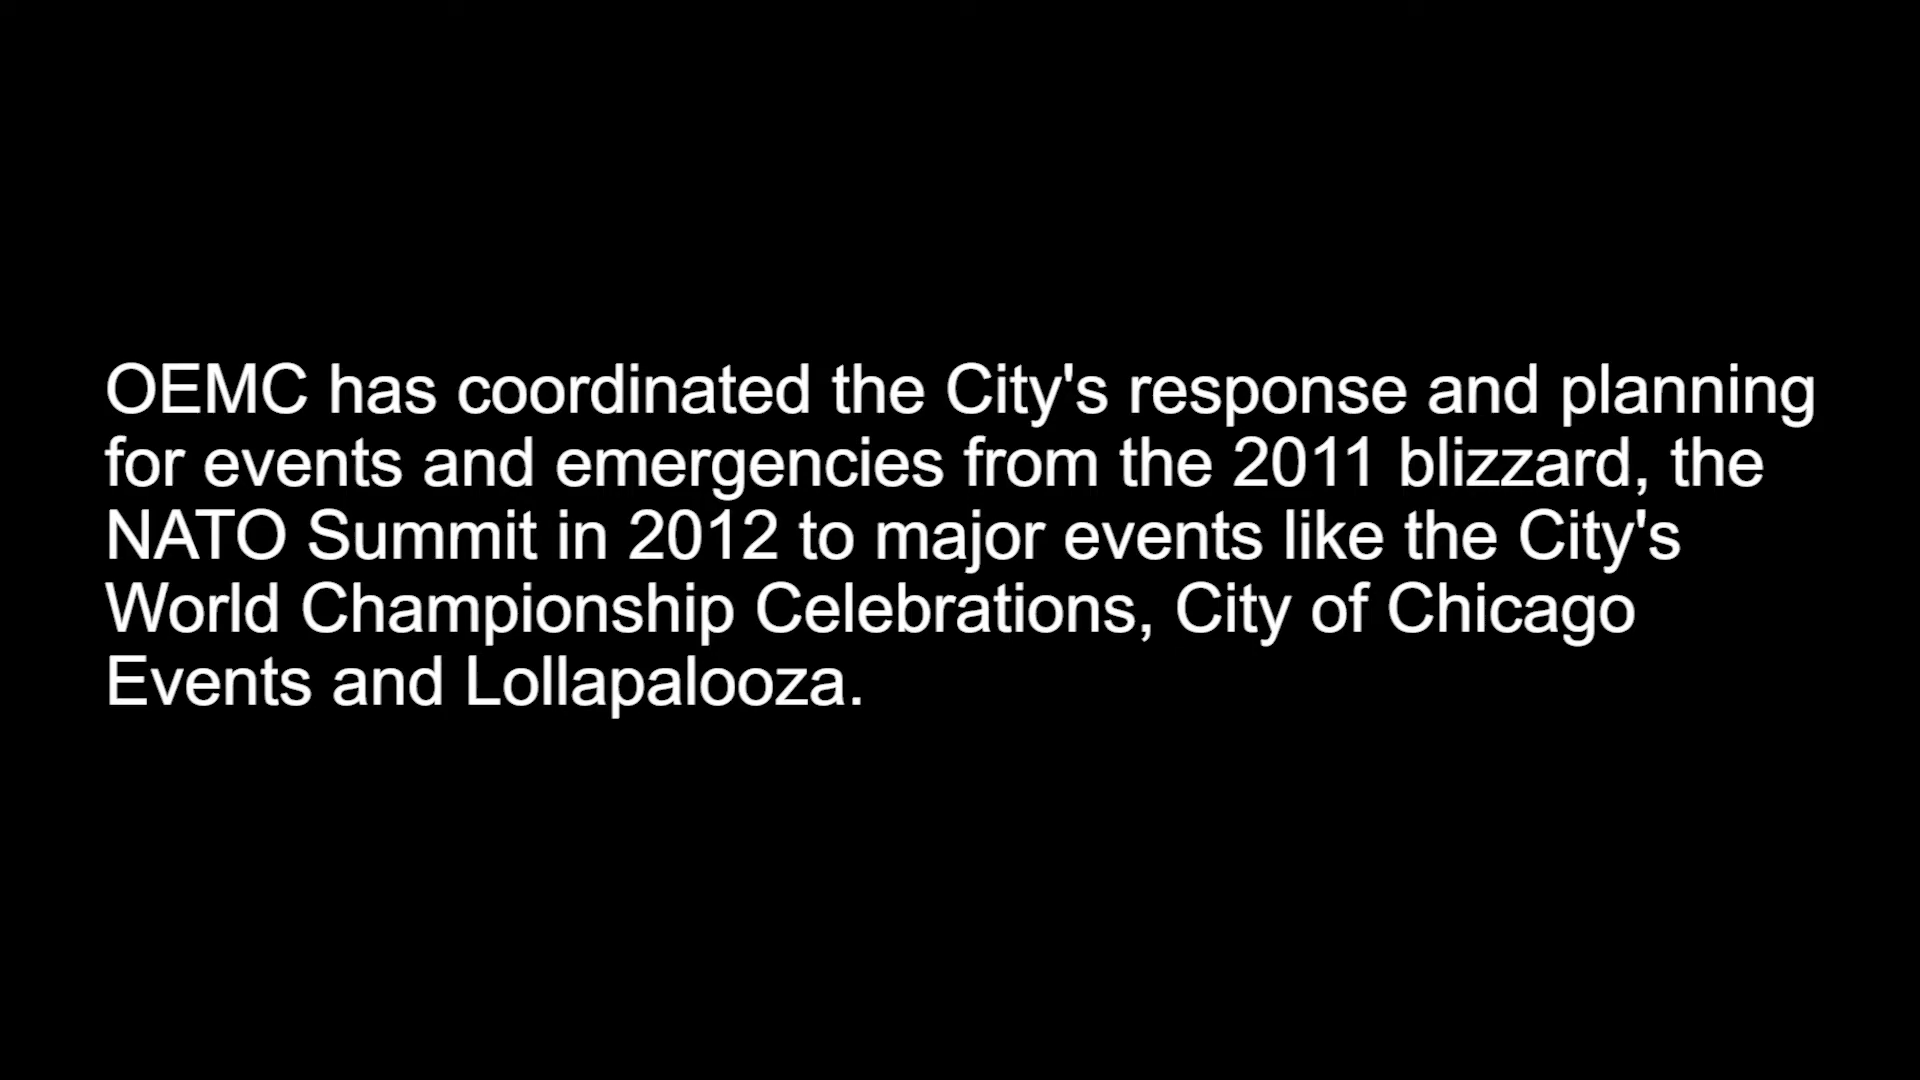 OEMC has coordinated the City's response and planning
for events and emergencies from the 2011 blizzard, the
NATO Summit in 2012 to major events like the City's
World Championship Celebrations, City of Chicago
Events and Lollapalooza.